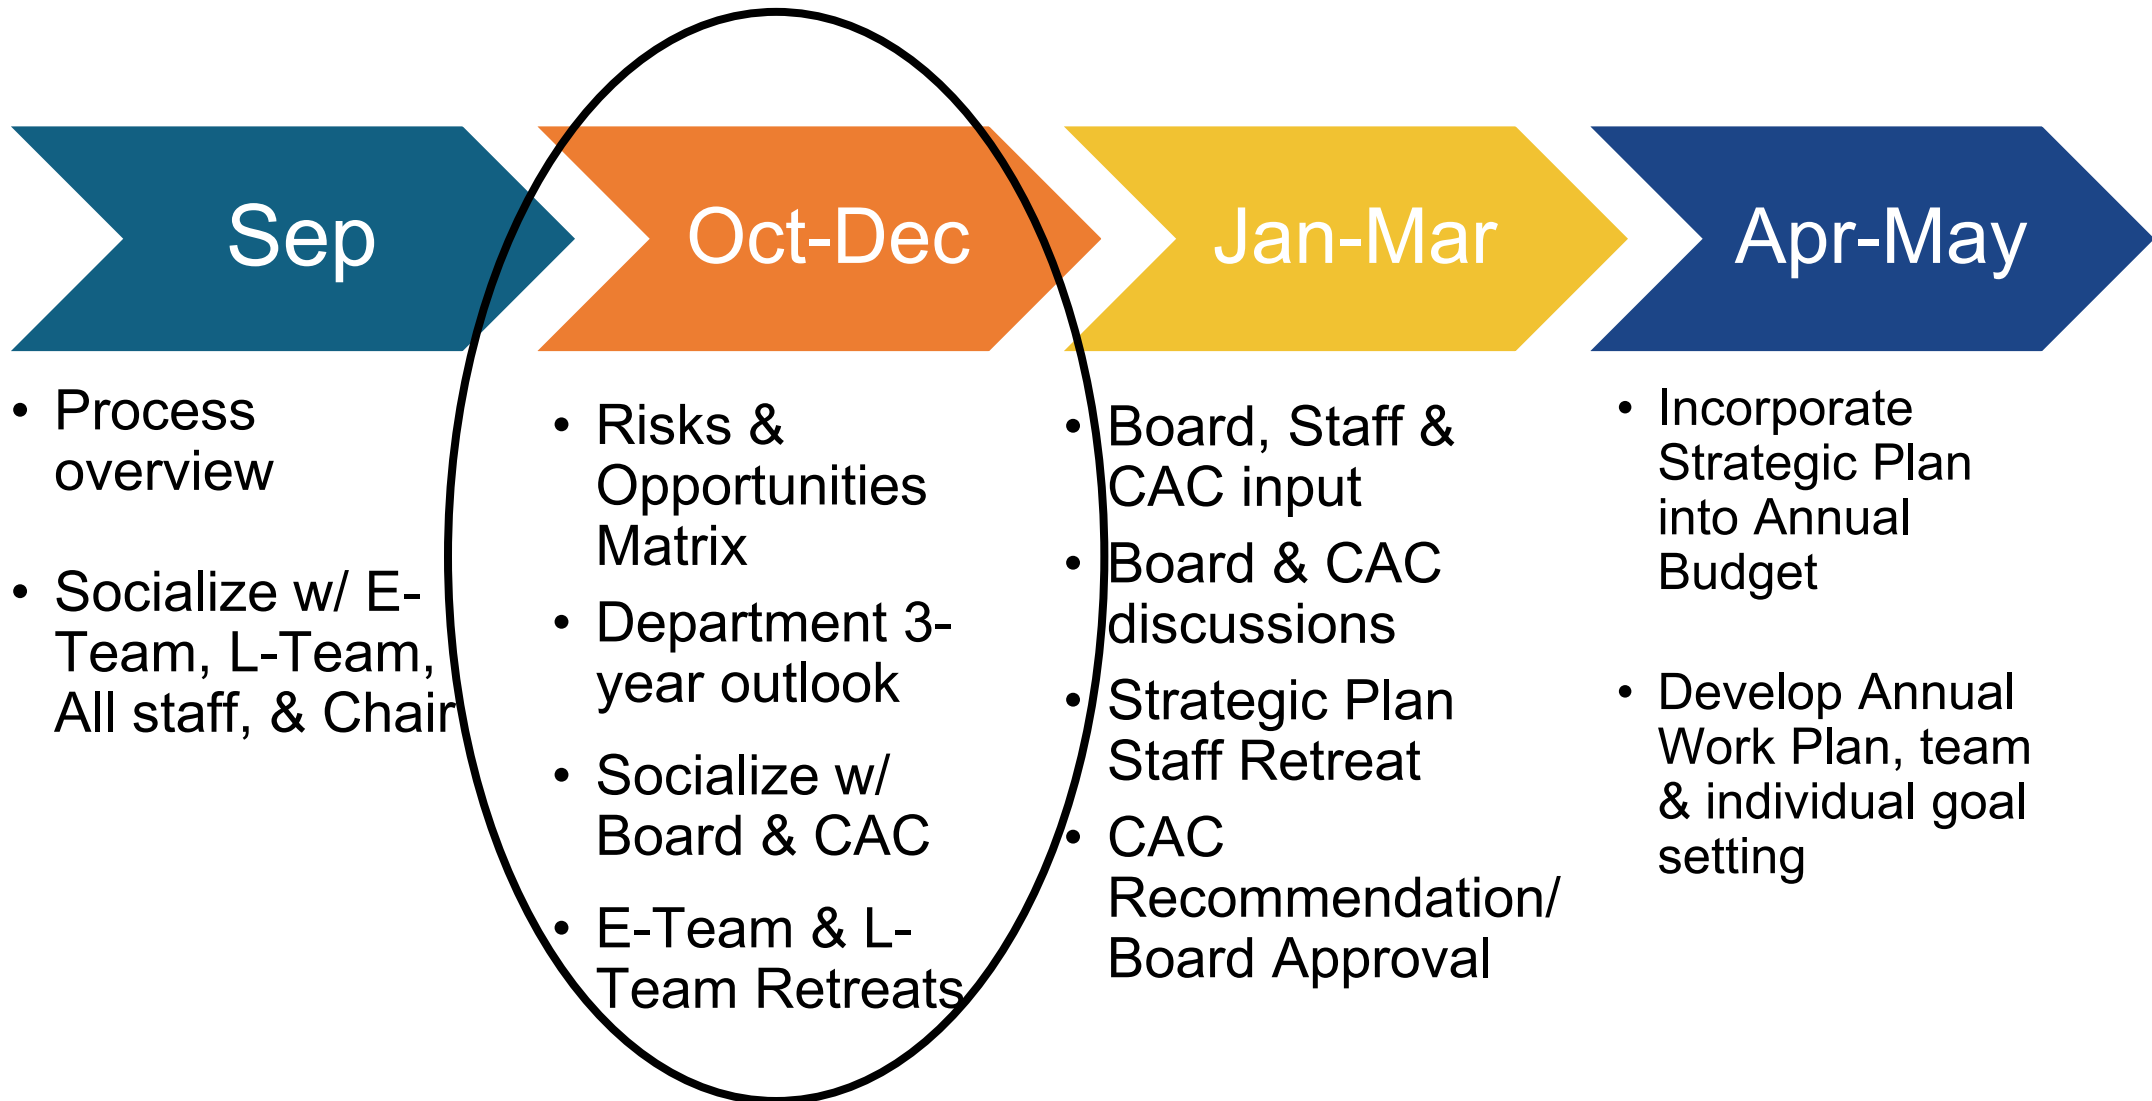 Sep
• Process
overview
• Socialize w/ E-
Team, L-Team,
All staff, & Chair
Oct-Dec
• Risks &
Opportunities
Matrix
• Department 3-
year outlook
• Socialize w/
Board & CAC
• E-Team & L-
Team Retreats
Jan-Mar
• Board, Staff &
CAC input
• Board & CAC
discussions
• Strategic Plan
Staff Retreat
• CAC
Recommendation/
Board Approval
Apr-May
• Incorporate
Strategic Plan
into Annual
Budget
• Develop Annual
Work Plan, team
& individual goal
setting